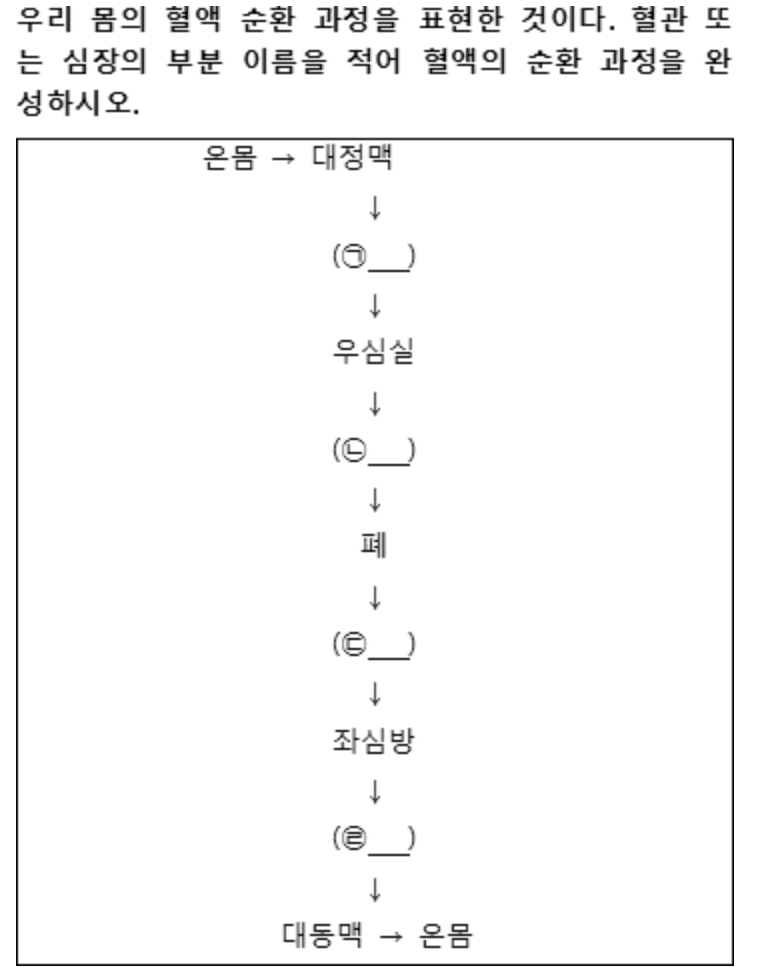 우리 몸의 혈액 순환 과정을 표현한 것이다. 혈관 또
는 심장의 부분 이름을 적어 혈액의 순환 과정을 완
성하시오.
온몸 → 대정맥
↓
(㉠___)
↓
우심실
↓
(㉡___)
↓
폐
↓
(㉢___)
↓
좌심방
↓
(㉣___)
↓
대동맥 → 온몸